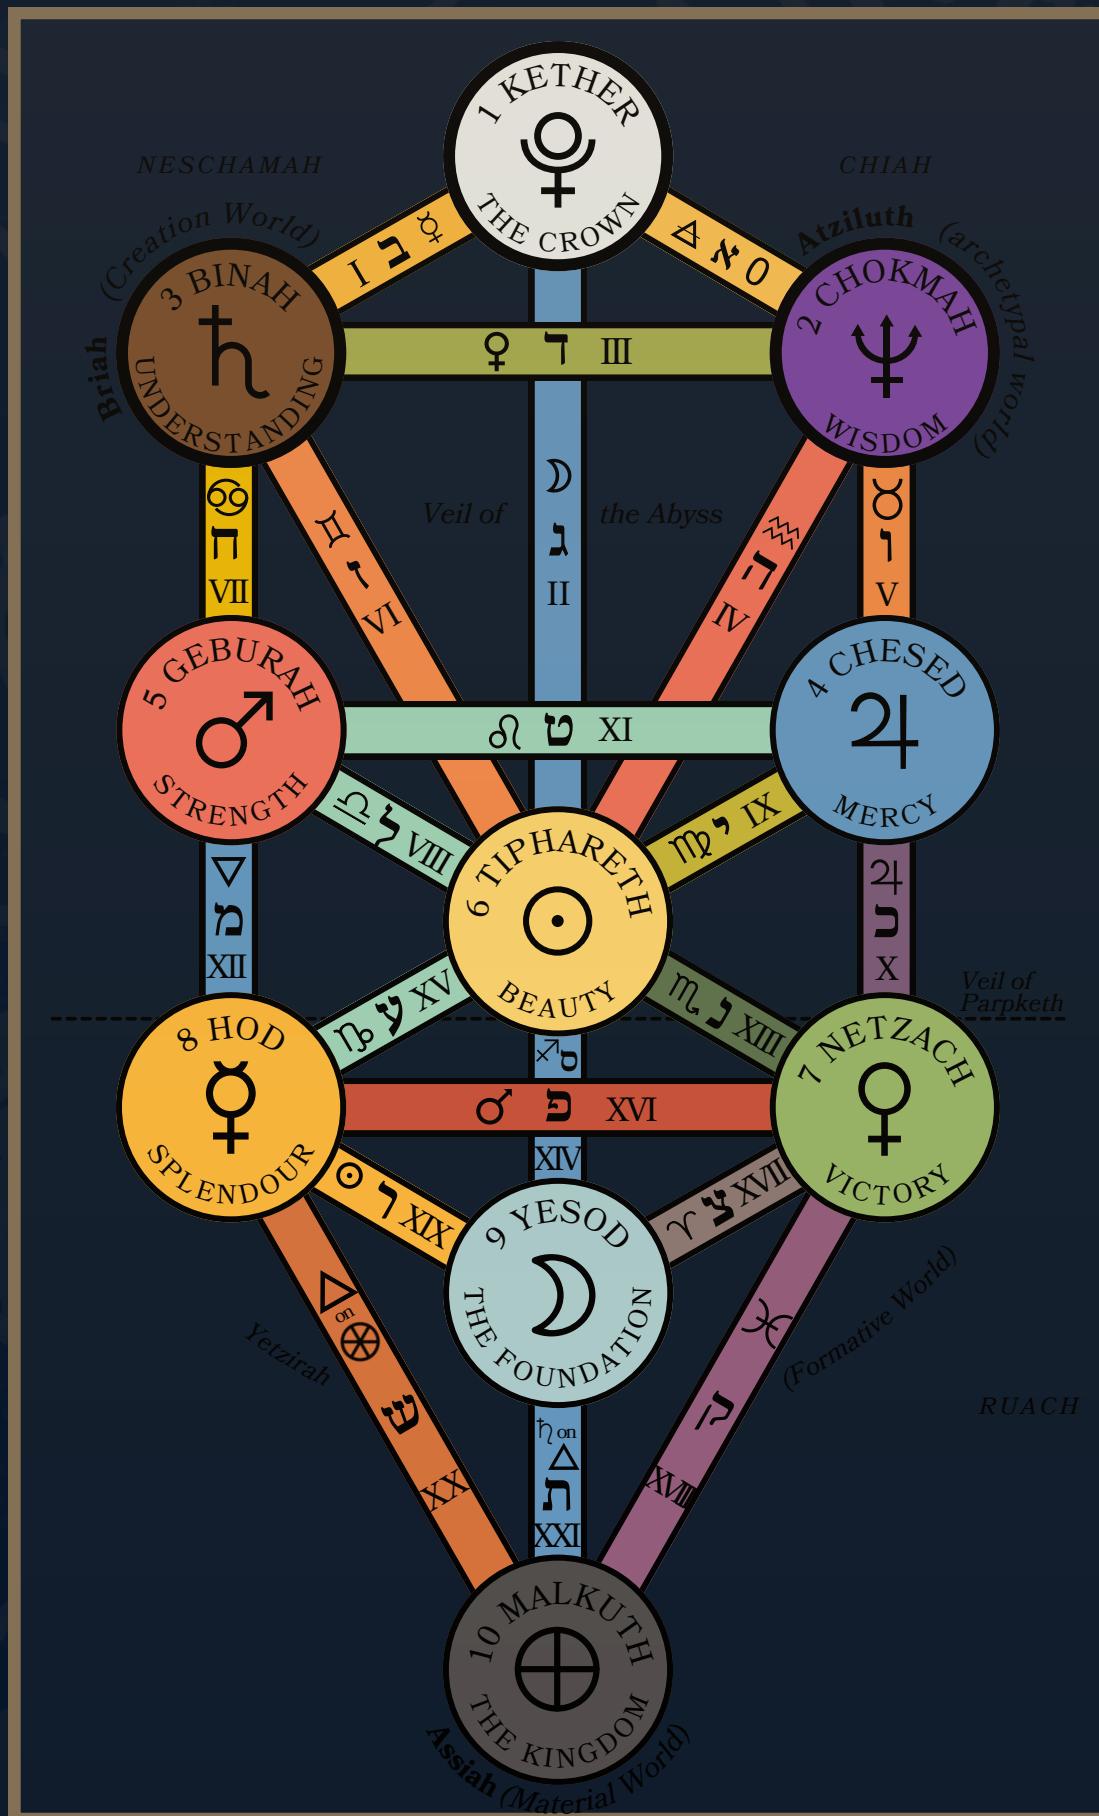 1 KETHER
THE CROWN
NESCHAMAH
CHIAH
I ב ☿
🜁 א 0
(Creation World)
Briah
Atziluth
(archetypal world)
3 BINAH
♄
UNDERSTANDING
♀ ד III
2 CHOKMAH
♆
WISDOM
Veil of the Abyss
♋
ח
VII
♊
ז
VI
☽
ג
II
♒
ה
IV
♉
ו
V
5 GEBURAH
♂
STRENGTH
♌ ט XI
4 CHESED
♃
MERCY
♎ ל VIII
♍ י IX
🜄
מ
XII
6 TIPHARETH
☉
BEAUTY
♃
כ
X
♑ ע XV
♏ נ XIII
Veil of
Parpketh
8 HOD
☿
SPLENDOUR
♐ ס
XIV
♂ פ XVI
7 NETZACH
♀
VICTORY
☉ ר XIX
♈ צ XVII
9 YESOD
☽
THE FOUNDATION
Yetzirah
(Formative World)
🜂
on
ש
XX
♓
ק
XVIII
RUACH
♄ on
🜂
ת
XXI
10 MALKUTH
THE KINGDOM
Assiah (Material World)